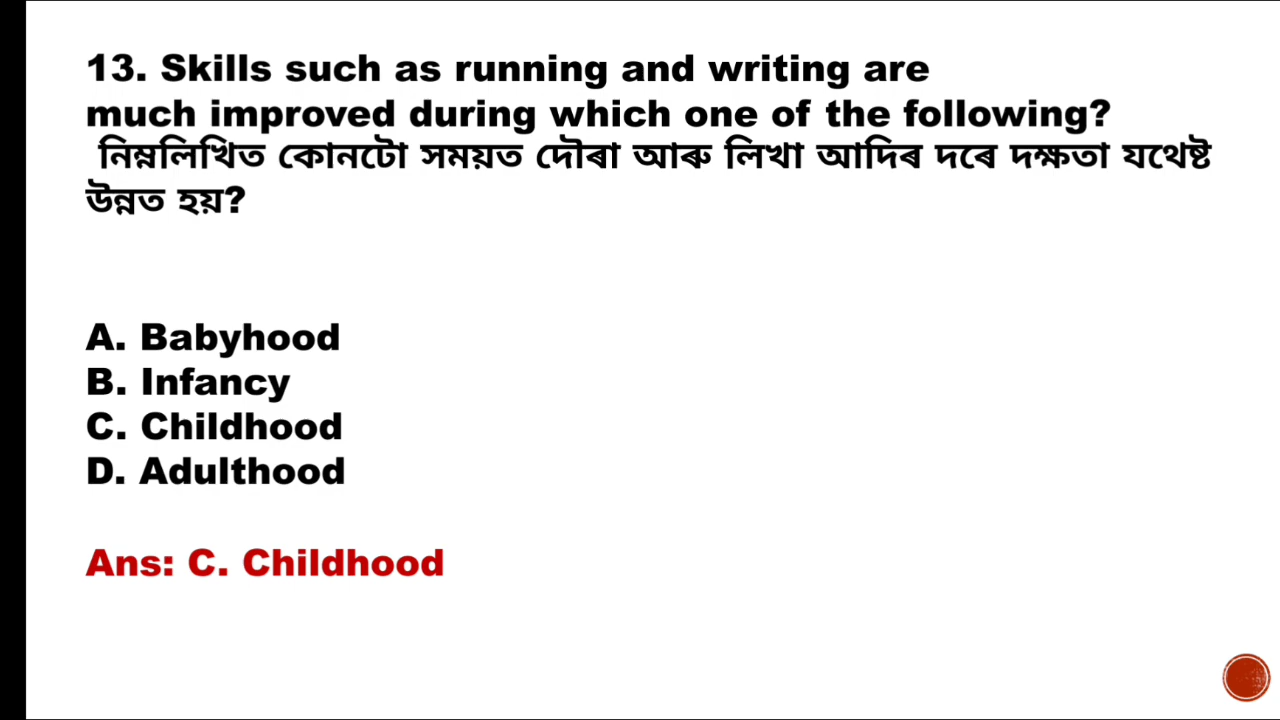 13. Skills such as running and writing are
much improved during which one of the following?
নিম্নলিখিত কোনটো সময়ত দৌৰা আৰু লিখা আদিৰ দৰে দক্ষতা যথেষ্ট
উন্নত হয়?
A. Babyhood
B. Infancy
C. Childhood
D. Adulthood
Ans: C. Childhood